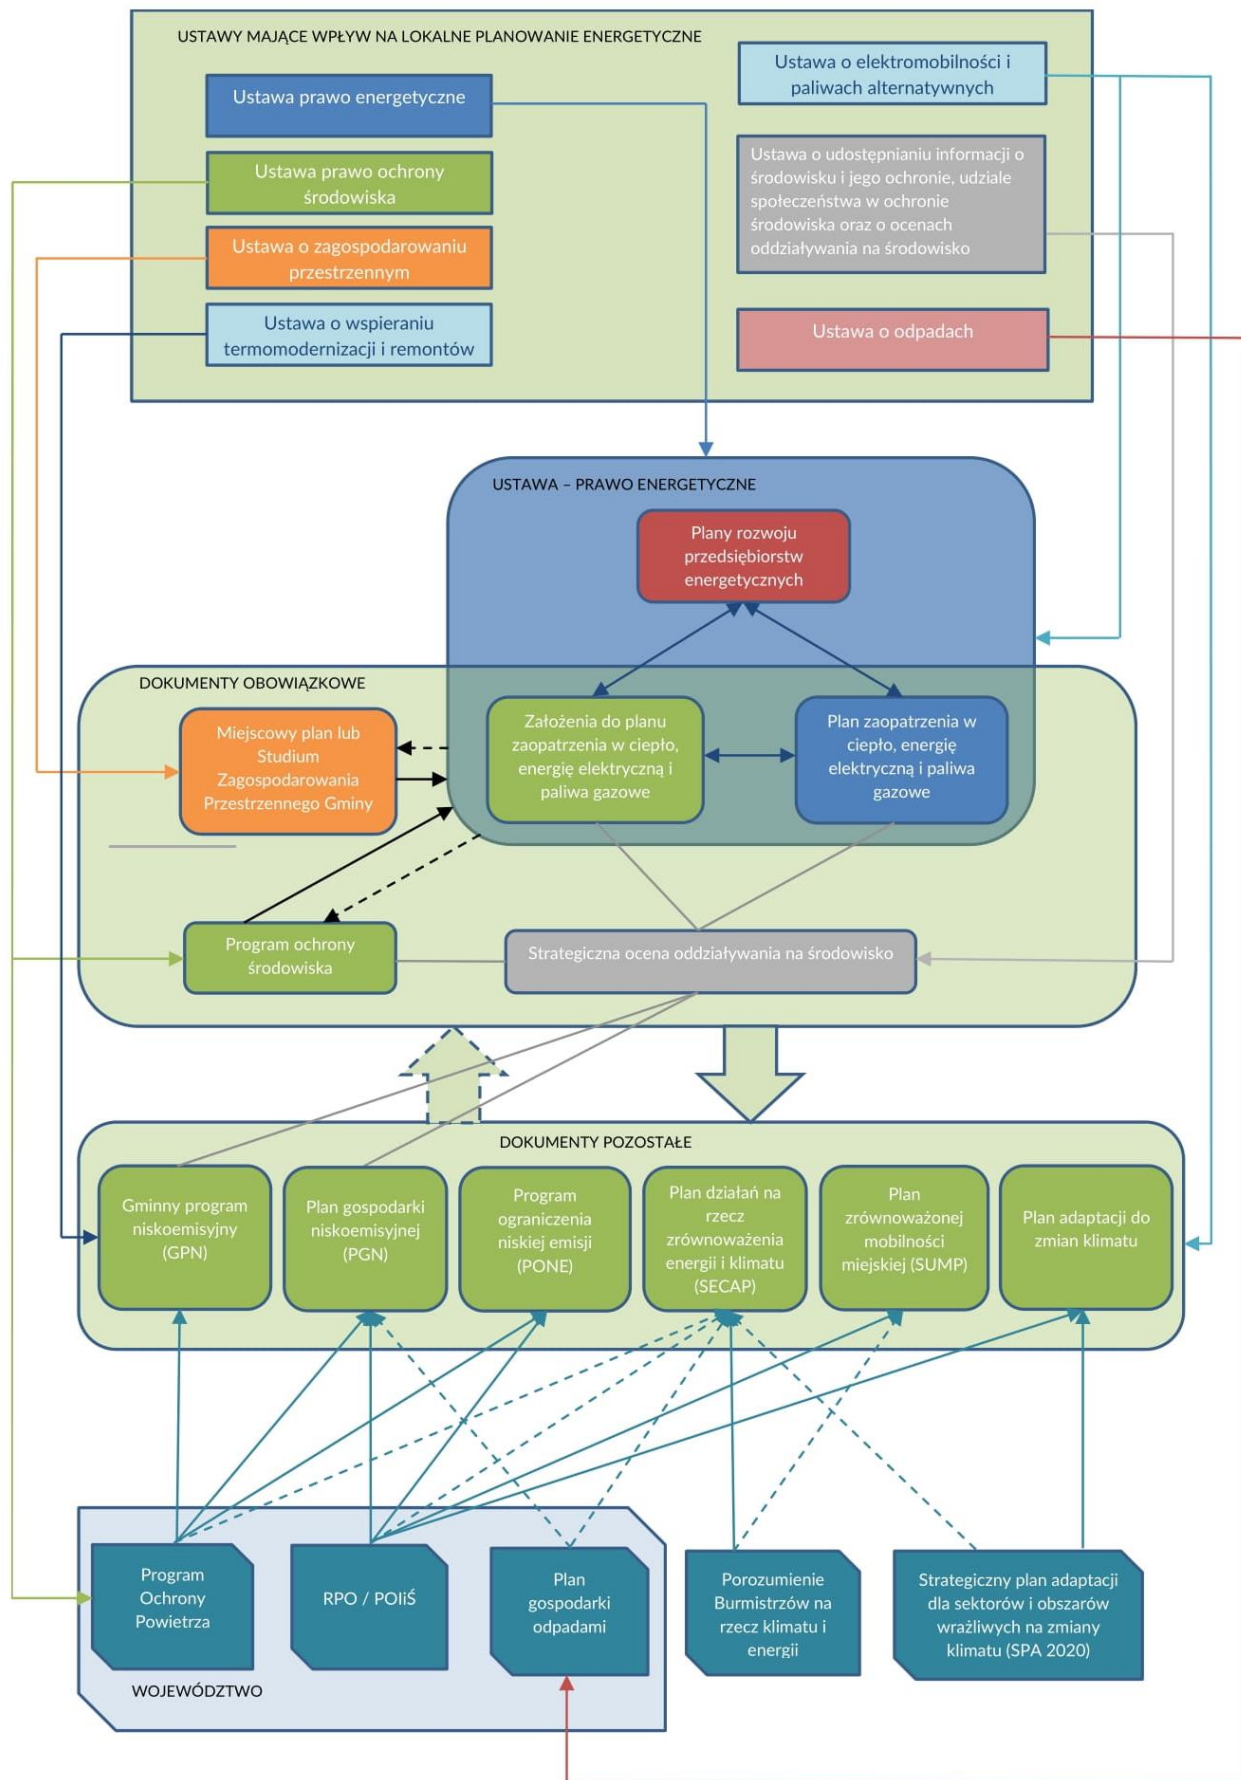 USTAWY MAJĄCE WPŁYW NA LOKALNE PLANOWANIE ENERGETYCZNE
Ustawa prawo energetyczne
Ustawa prawo ochrony
środowiska
Ustawa o zagospodarowaniu
przestrzennym
Ustawa o wspieraniu
termomodernizacji i remontów
Ustawa o elektromobilności i
paliwach alternatywnych
Ustawa o udostępnianiu informacji o
środowisku i jego ochronie, udziale
społeczeństwa w ochronie
środowiska oraz o ocenach
oddziaływania na środowisko
Ustawa o odpadach
USTAWA – PRAWO ENERGETYCZNE
Plany rozwoju
przedsiębiorstw
energetycznych
DOKUMENTY OBOWIĄZKOWE
Miejscowy plan lub
Studium
Zagospodarowania
Przestrzennego Gminy
Założenia do planu
zaopatrzenia w ciepło,
energię elektryczną i
paliwa gazowe
Plan zaopatrzenia w
ciepło, energię
elektryczną i paliwa
gazowe
Program ochrony
środowiska
Strategiczna ocena oddziaływania na środowisko
DOKUMENTY POZOSTAŁE
Gminny program
niskoemisyjny
(GPN)
Plan gospodarki
niskoemisyjnej
(PGN)
Program
ograniczenia
niskiej emisji
(PONE)
Plan działań na
rzecz
zrównoważenia
energii i klimatu
(SECAP)
Plan
zrównoważonej
mobilności
miejskiej (SUMP)
Plan adaptacji do
zmian klimatu
Program
Ochrony
Powietrza
RPO / POIiŚ
Plan
gospodarki
odpadami
Porozumienie
Burmistrzów na
rzecz klimatu i
energii
Strategiczny plan adaptacji
dla sektorów i obszarów
wrażliwych na zmiany
klimatu (SPA 2020)
WOJEWÓDZTWO